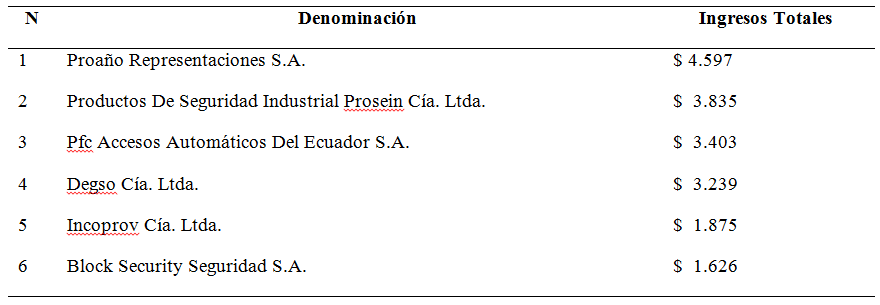 N Denominación Ingresos Totales
1 Proaño Representaciones S.A. $ 4.597
2 Productos De Seguridad Industrial Prosein Cía. Ltda. $ 3.835
3 Pfc Accesos Automáticos Del Ecuador S.A. $ 3.403
4 Degso Cía. Ltda. $ 3.239
5 Incoprov Cía. Ltda. $ 1.875
6 Block Security Seguridad S.A. $ 1.626